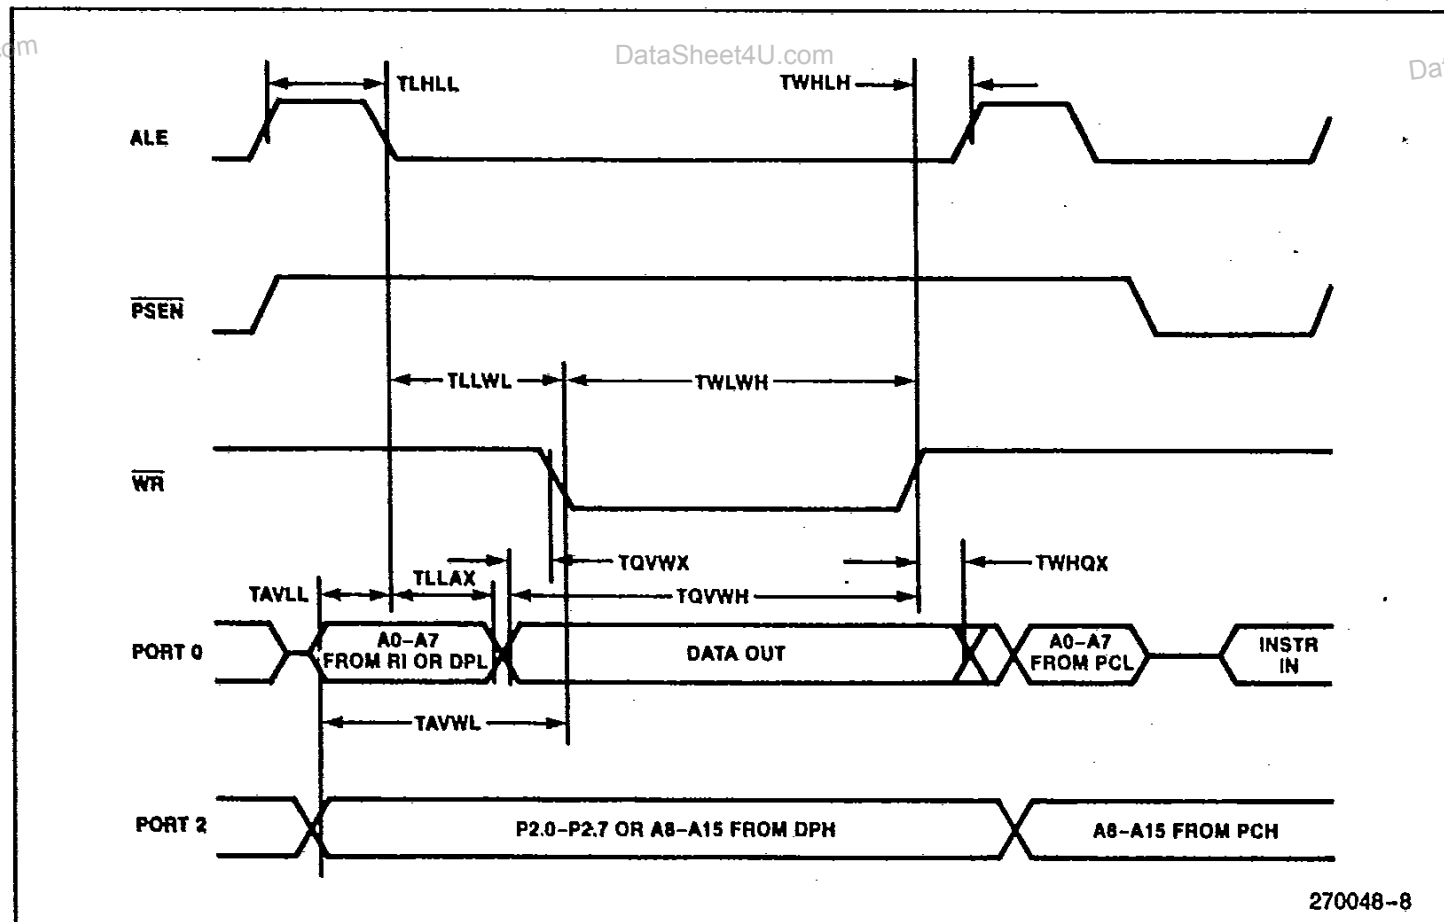 .com
DataSheet4U.com
Dat
TLHLL
TWHLH
ALE
PSEN
TLLWL
TWLWH
WR
TQVWX
TWHQX
TLLAX
TAVLL
TQVWH
PORT 0
A0–A7
FROM RI OR DPL
DATA OUT
A0–A7
FROM PCL
INSTR
IN
TAVWL
PORT 2
P2.0–P2.7 OR A8–A15 FROM DPH
A8–A15 FROM PCH
270048–8